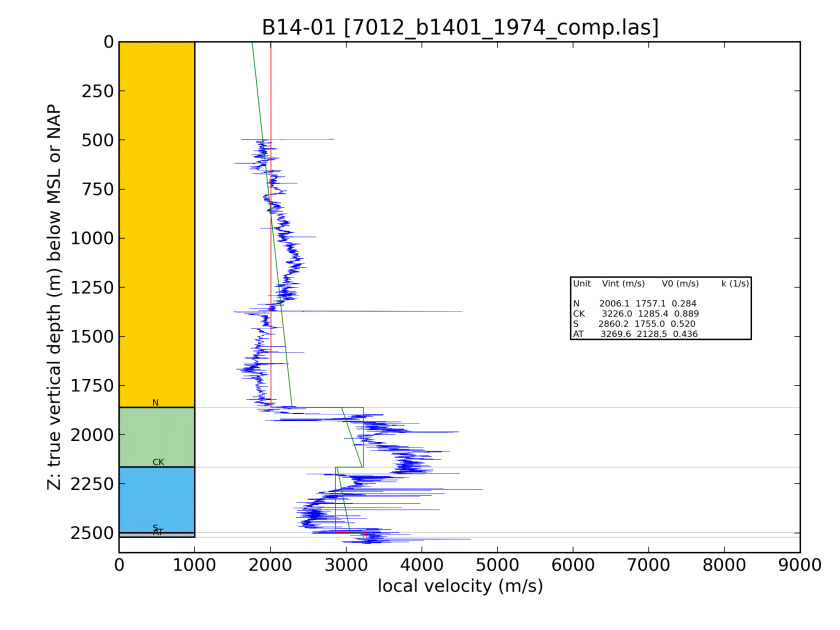 B14-01 [7012_b1401_1974_comp.las]
Z: true vertical depth (m) below MSL or NAP
0
250
500
750
1000
1250
1500
1750
2000
2250
2500
N
CK
S
AT
Unit Vint (m/s) V0 (m/s) k (1/s)
N 2006.1 1757.1 0.284
CK 3226.0 1285.4 0.889
S 2860.2 1755.0 0.520
AT 3269.6 2128.5 0.436
0 1000 2000 3000 4000 5000 6000 7000 8000 9000
local velocity (m/s)